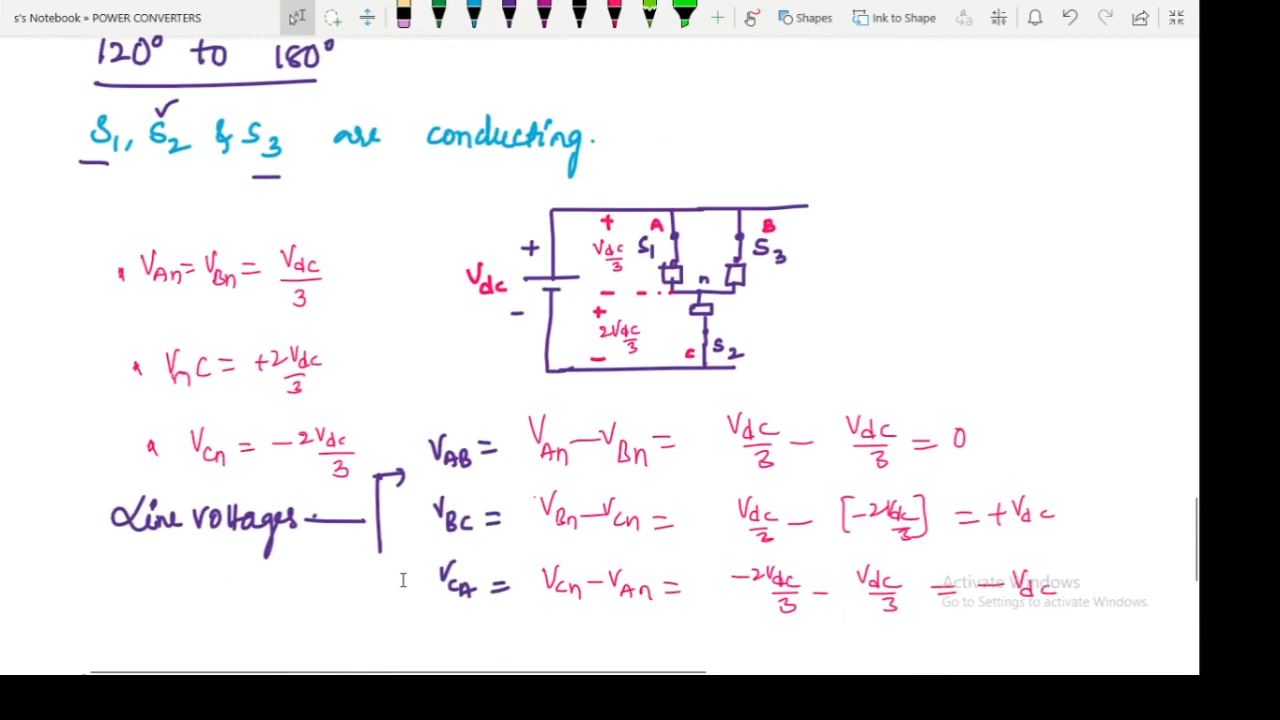 s's Notebook » POWER CONVERTERS
Shapes
Ink to Shape
120° to 180°
S1, S2 & S3 are conducting.
VAn = VBn = Vdc/3
VnC = +2Vdc/3
VCn = -2Vdc/3
Line voltages
+ A B
+ Vdc/3 S1 S3
Vdc n
- +
2Vdc/3
- C S2
VAB = VAn - VBn = Vdc/3 - Vdc/3 = 0
VBC = VBn - VCn = Vdc/3 - [-2Vdc/3] = +Vdc
VCA = VCn - VAn = -2Vdc/3 - Vdc/3 = -Vdc
Activate Windows
Go to Settings to activate Windows.